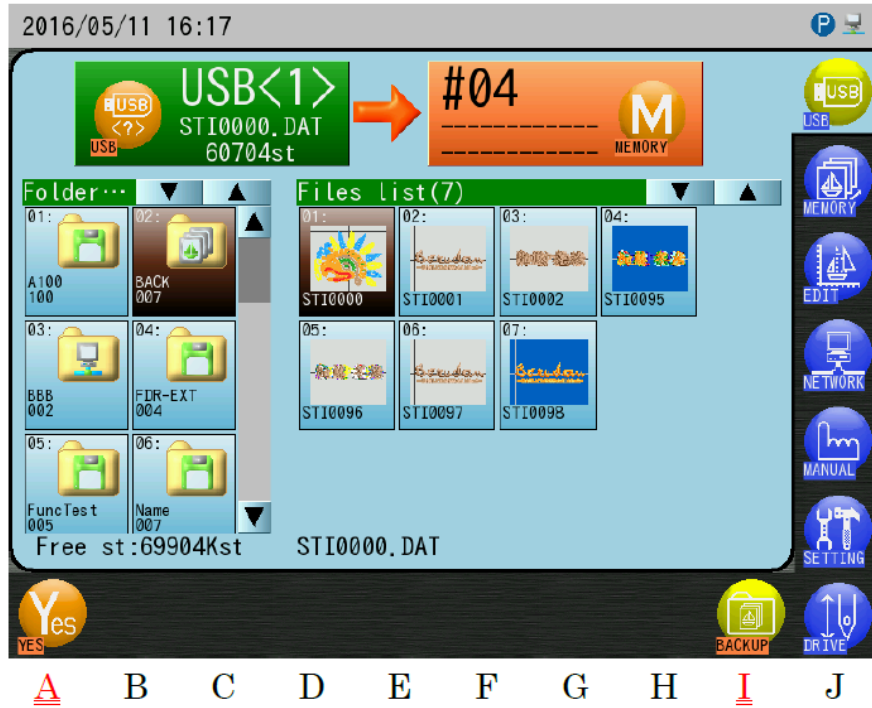 2016/05/11 16:17
P
USB
<?>
USB
USB<1>
STI0000.DAT
60704st
#04
M
MEMORY
USB
USB
MEMORY
EDIT
NETWORK
MANUAL
SETTING
DRIVE
Folder…
▼
▲
01:
A100
100
02:
BACK
007
03:
BBB
002
04:
FDR-EXT
004
05:
FuncTest
005
06:
Name
007
Files list(7)
▼
▲
01:
STI0000
02:
STI0001
03:
STI0002
04:
STI0095
05:
STI0096
06:
STI0097
07:
Barudan
STI0098
Free st:69904Kst
STI0000.DAT
Yes
YES
BACKUP
A B C D E F G H I J